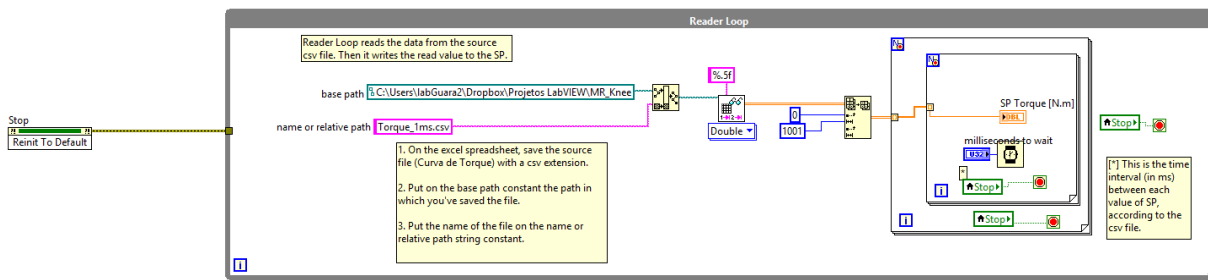 Reader Loop
Reader Loop reads the data from the source
csv file. Then it writes the read value to the SP.
%.5f
base path
C:\Users\labGuara2\Dropbox\Projetos LabVIEW\MR_Knee
name or relative path
Torque_1ms.csv
Double
0
1001
N
N
SP Torque [N.m]
DBL
milliseconds to wait
U32
*
Stop
i
Stop
i
Stop
Stop
Reinit To Default
1. On the excel spreadsheet, save the source
file (Curva de Torque) with a csv extension.
2. Put on the base path constant the path in
which you've saved the file.
3. Put the name of the file on the name or
relative path string constant.
[*] This is the time
interval (in ms)
between each
value of SP,
according to the
csv file.
i